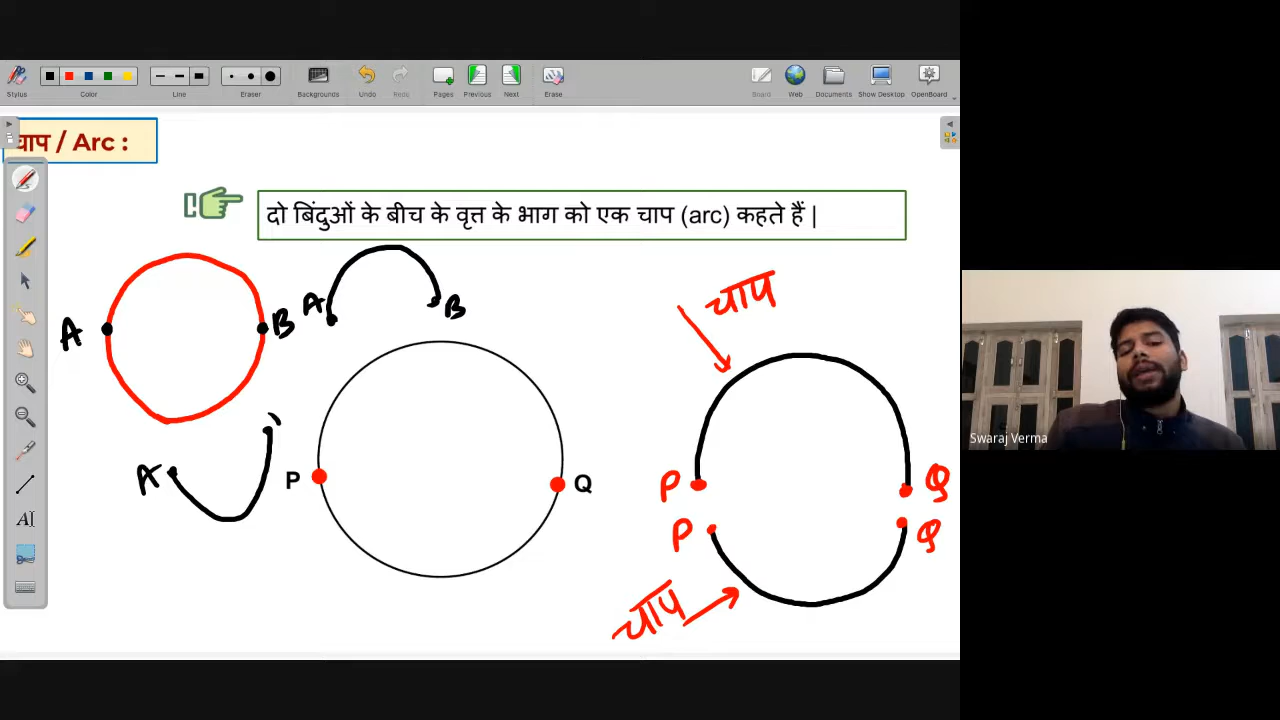 Stylus
Color
Line
Eraser
Backgrounds
Undo
Redo
Pages
Previous
Next
Erase
Board
Web
Documents
Show Desktop
OpenBoard
चाप / Arc :
दो बिंदुओं के बीच के वृत्त के भाग को एक चाप (arc) कहते हैं |
चाप
A
B
A
B
A
P
Q
P
Q
P
Q
चाप
Swaraj Verma